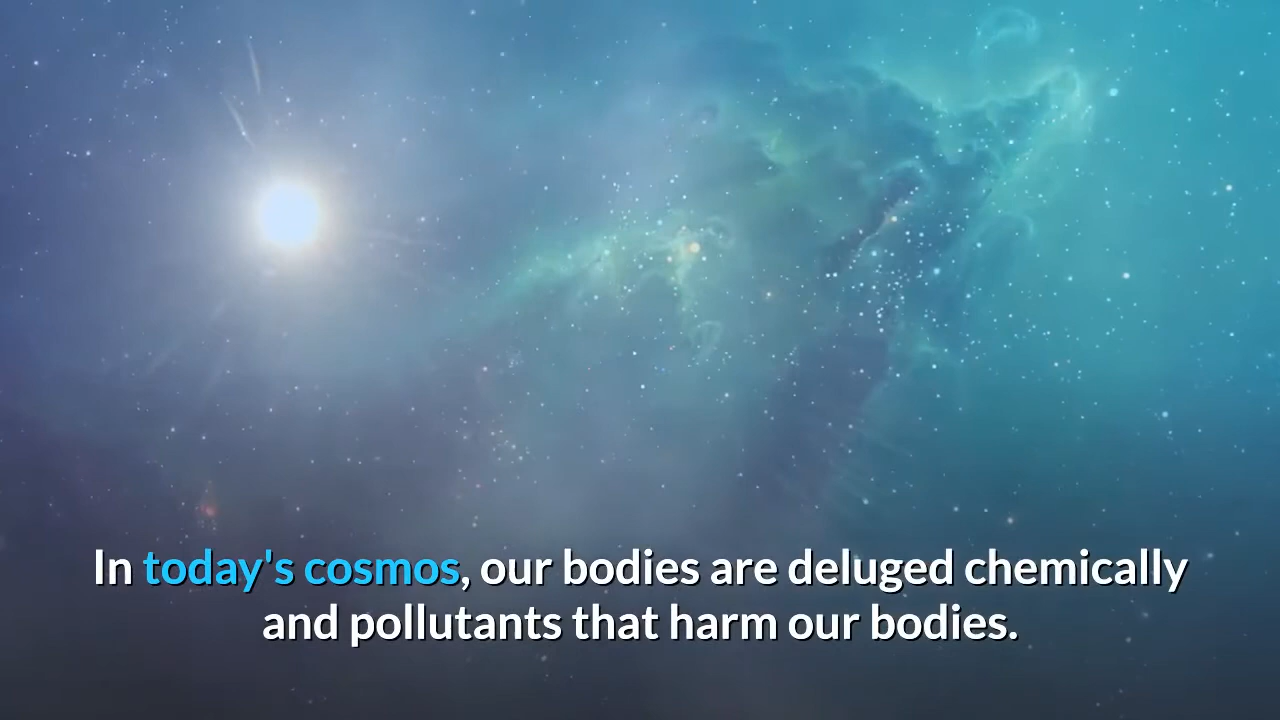 In today's cosmos, our bodies are deluged chemically
and pollutants that harm our bodies.